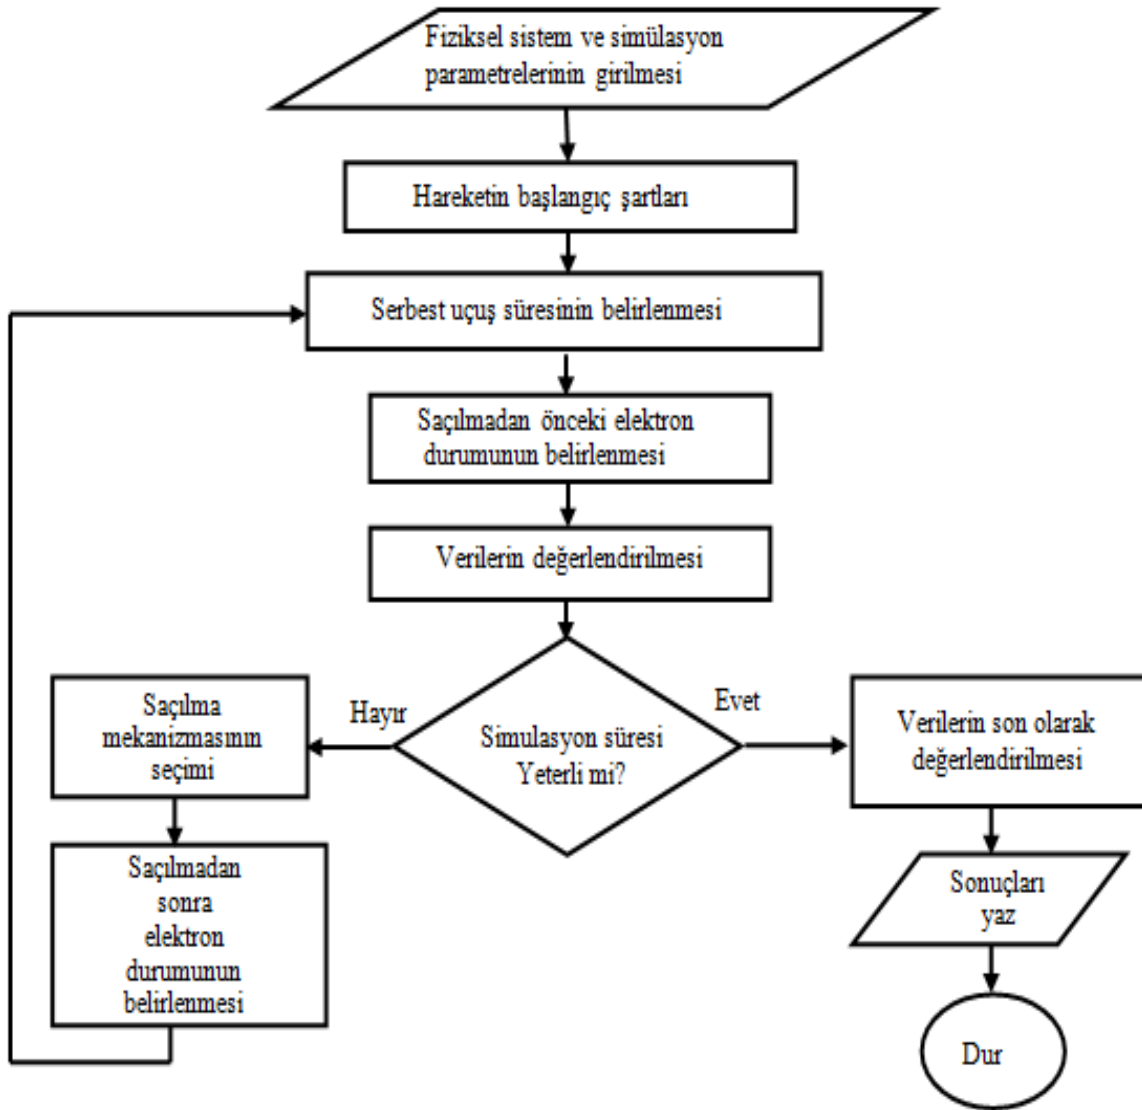 Fiziksel sistem ve simülasyon
parametrelerinin girilmesi
Hareketin başlangıç şartları
Serbest uçuş süresinin belirlenmesi
Saçılmadan önceki elektron
durumunun belirlenmesi
Verilerin değerlendirilmesi
Simulasyon süresi
Yeterli mi?
Hayır
Saçılma
mekanizmasının
seçimi
Saçılmadan
sonra
elektron
durumunun
belirlenmesi
Evet
Verilerin son olarak
değerlendirilmesi
Sonuçları
yaz
Dur